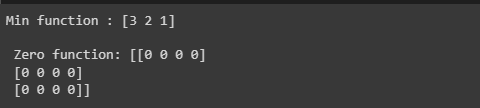 Min function : [3 2 1]
Zero function: [[0 0 0 0]
[0 0 0 0]
[0 0 0 0]]